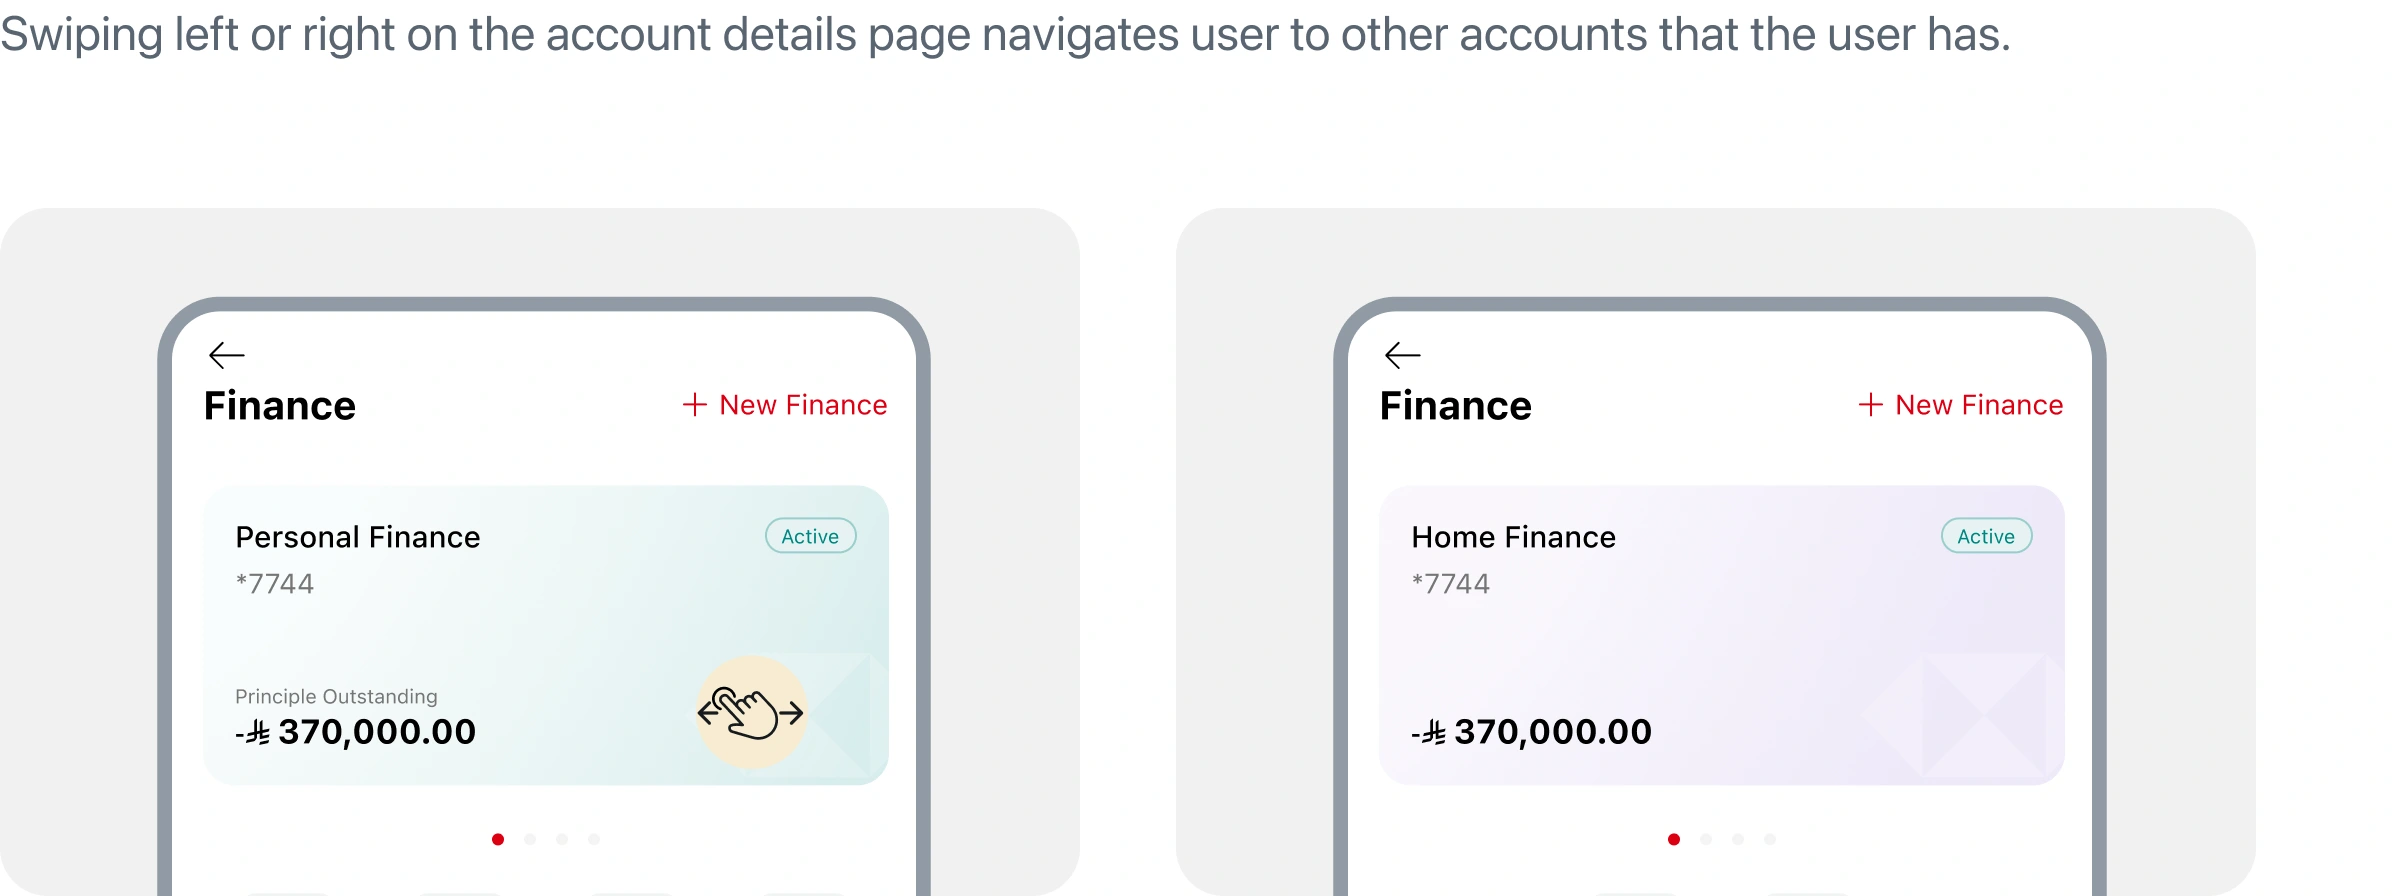 Swiping left or right on the account details page navigates user to other accounts that the user has.
Finance
+ New Finance
Personal Finance
Active
*7744
Principle Outstanding
-⃁ 370,000.00
Finance
+ New Finance
Home Finance
Active
*7744
-⃁ 370,000.00